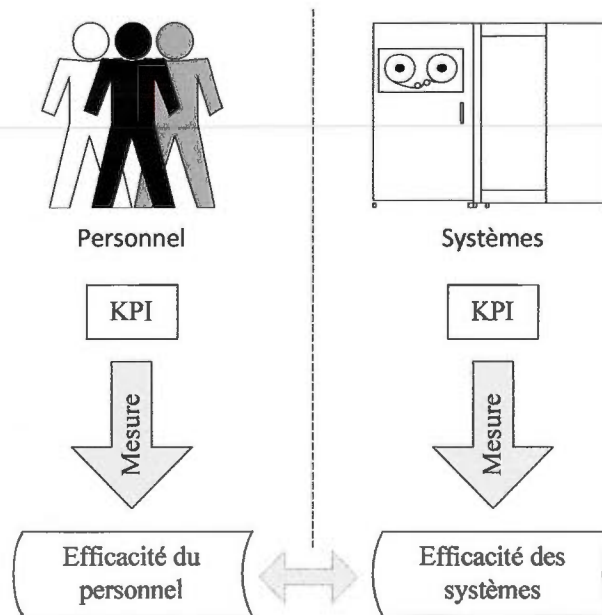 Personnel
Systèmes
KPI
KPI
Mesure
Mesure
Efficacité du
personnel
Efficacité des
systèmes